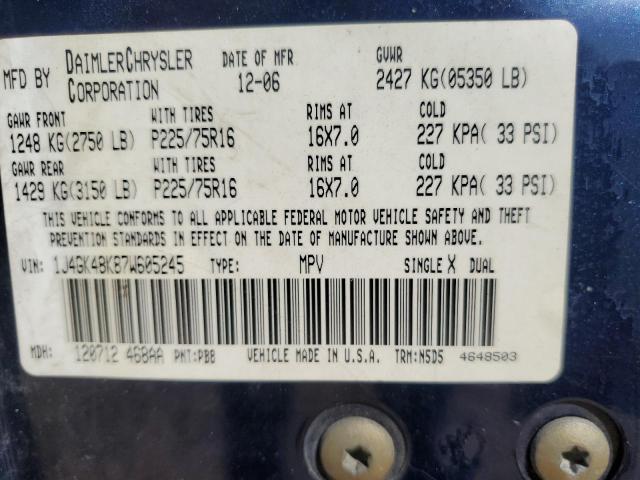 MFD BY DAIMLERCHRYSLER CORPORATION DATE OF MFR 12-06 GVWR 2427 KG(05350 LB)
GAWR FRONT WITH TIRES RIMS AT COLD
1248 KG(2750 LB) P225/75R16 16X7.0 227 KPA( 33 PSI)
GAWR REAR WITH TIRES RIMS AT COLD
1429 KG(3150 LB) P225/75R16 16X7.0 227 KPA( 33 PSI)
THIS VEHICLE CONFORMS TO ALL APPLICABLE FEDERAL MOTOR VEHICLE SAFETY AND THEFT
PREVENTION STANDARDS IN EFFECT ON THE DATE OF MANUFACTURE SHOWN ABOVE.
VIN: 1J4GK48K87W605245 TYPE: MPV SINGLE X DUAL
MDH: 120712 468AA PNT:PBB VEHICLE MADE IN U.S.A. TRM:N5D5 4648503